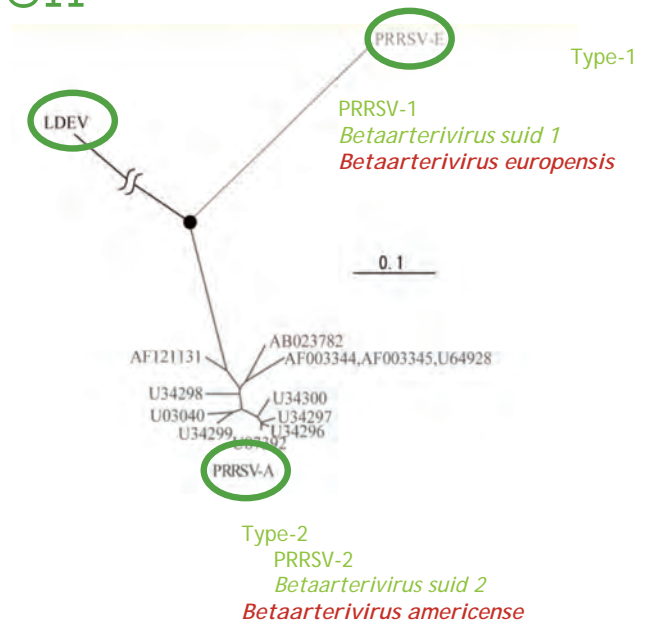 PRRSV-E
Type-1
LDEV
PRRSV-1
Betaarterivirus suid 1
Betaarterivirus europensis
0.1
AB023782
AF121131
AF003344,AF003345,U64928
U34298
U34300
U03040
U34297
U34299
U34296
U87392
PRRSV-A
Type-2
PRRSV-2
Betaarterivirus suid 2
Betaarterivirus americense